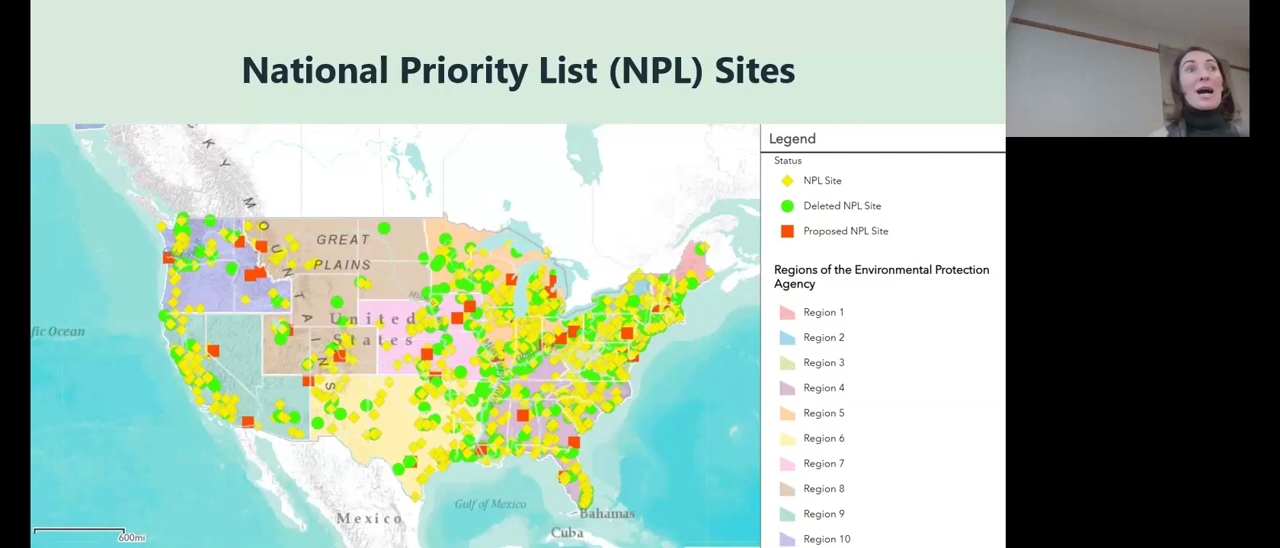 National Priority List (NPL) Sites
Legend
Status
NPL Site
Deleted NPL Site
Proposed NPL Site
Regions of the Environmental Protection
Agency
Region 1
Region 2
Region 3
Region 4
Region 5
Region 6
Region 7
Region 8
Region 9
Region 10
C K Y
M O U N T A I N S
GREAT
PLAINS
United
States
fic Ocean
Gulf of Mexico
Mexico
Bahamas
Cuba
600mi